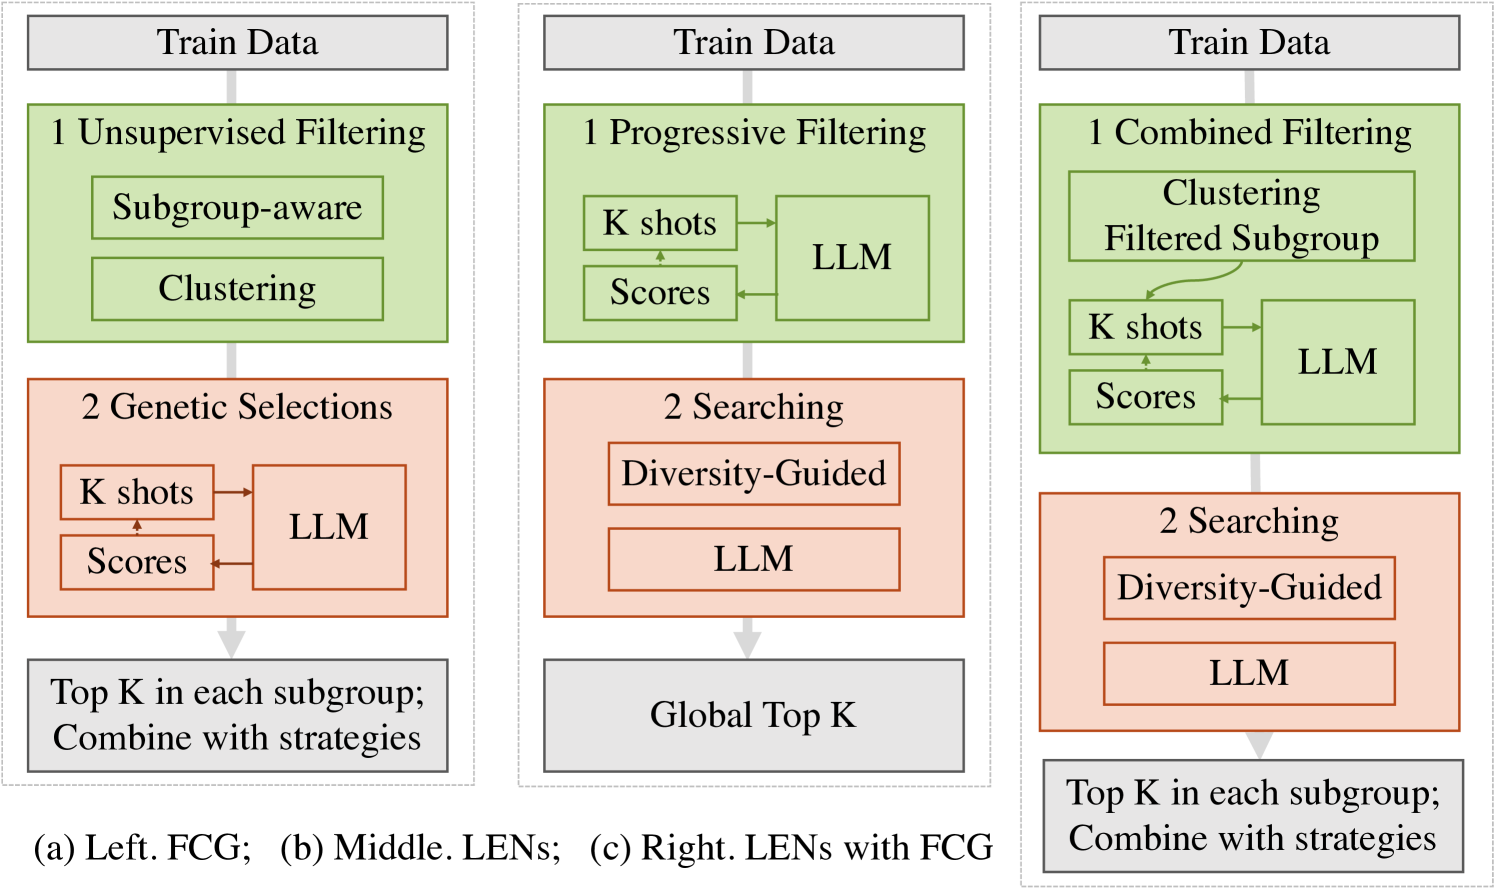 Train Data
1 Unsupervised Filtering
Subgroup-aware
Clustering
2 Genetic Selections
K shots
Scores
LLM
Top K in each subgroup;
Combine with strategies
Train Data
1 Progressive Filtering
K shots
Scores
LLM
2 Searching
Diversity-Guided
LLM
Global Top K
Train Data
1 Combined Filtering
Clustering
Filtered Subgroup
K shots
Scores
LLM
2 Searching
Diversity-Guided
LLM
Top K in each subgroup;
Combine with strategies
(a) Left. FCG; (b) Middle. LENs; (c) Right. LENs with FCG